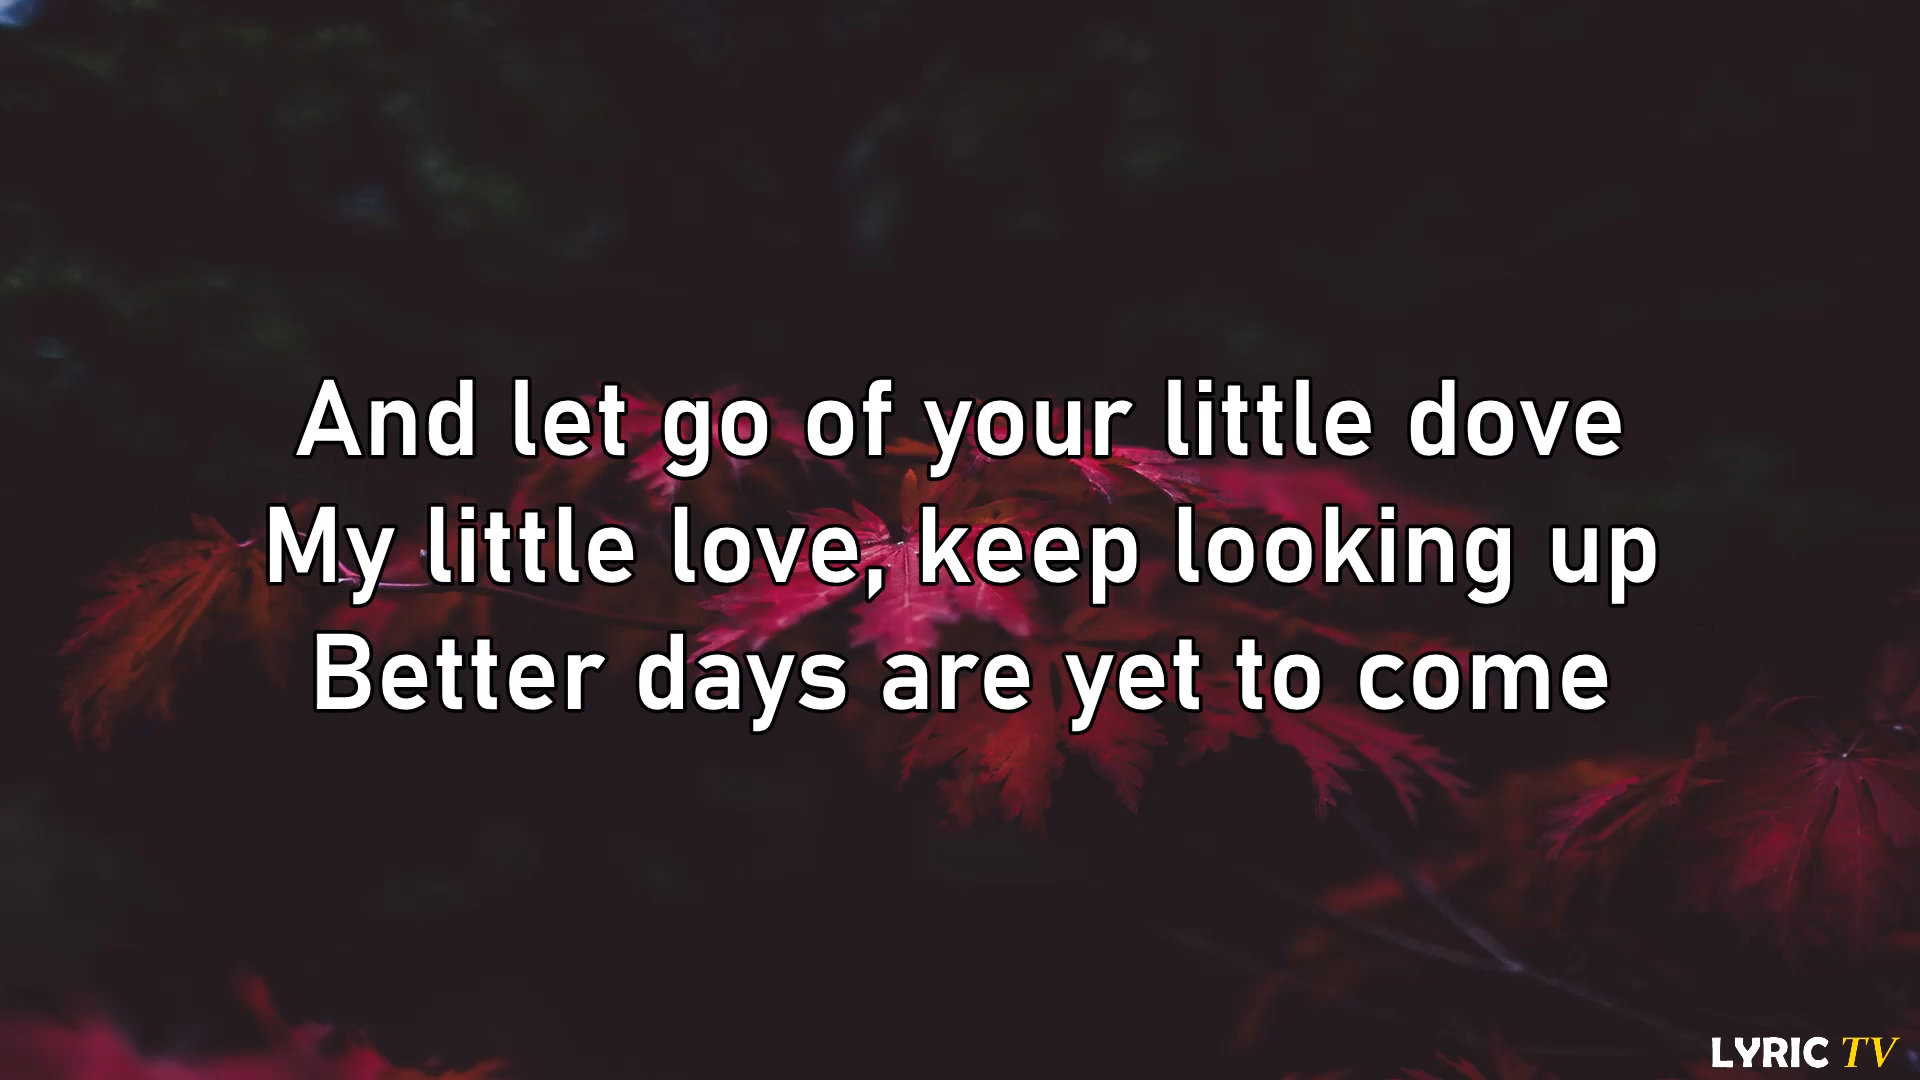 And let go of your little dove
My little love, keep looking up
Better days are yet to come
LYRIC TV